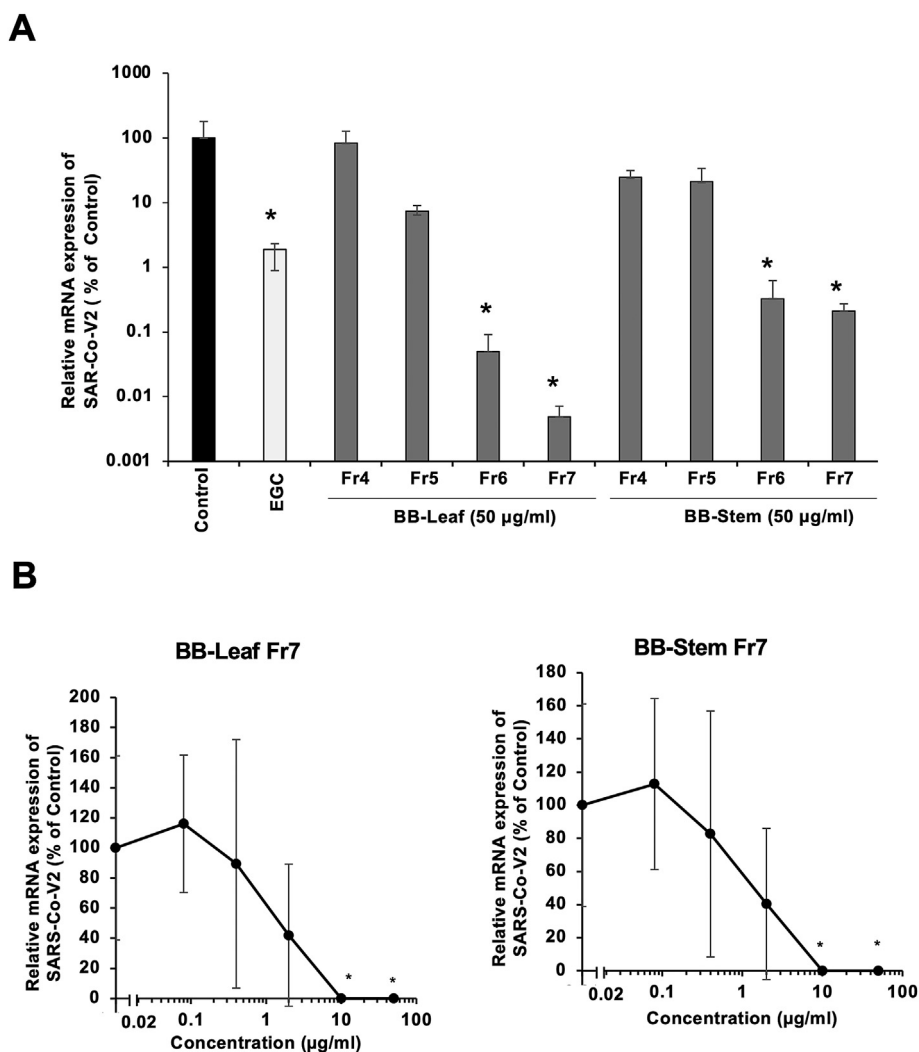 A
Relative mRNA expression of
SAR-Co-V2 ( % of Control)
1000
100
10
1
0.1
0.01
0.001
*
*
*
*
*
Control
EGC
Fr4
Fr5
Fr6
Fr7
Fr4
Fr5
Fr6
Fr7
BB-Leaf (50 µg/ml)
BB-Stem (50 µg/ml)
B
BB-Leaf Fr7
Relative mRNA expression of
SARS-Co-V2 (% of Control)
200
180
160
140
120
100
80
60
40
20
0
* *
0.02 0.1 1 10 100
Concentration (µg/ml)
BB-Stem Fr7
Relative mRNA expression of
SARS-Co-V2 (% of Control)
180
160
140
120
100
80
60
40
20
0
* *
0.02 0.1 1 10 100
Concentration (µg/ml)